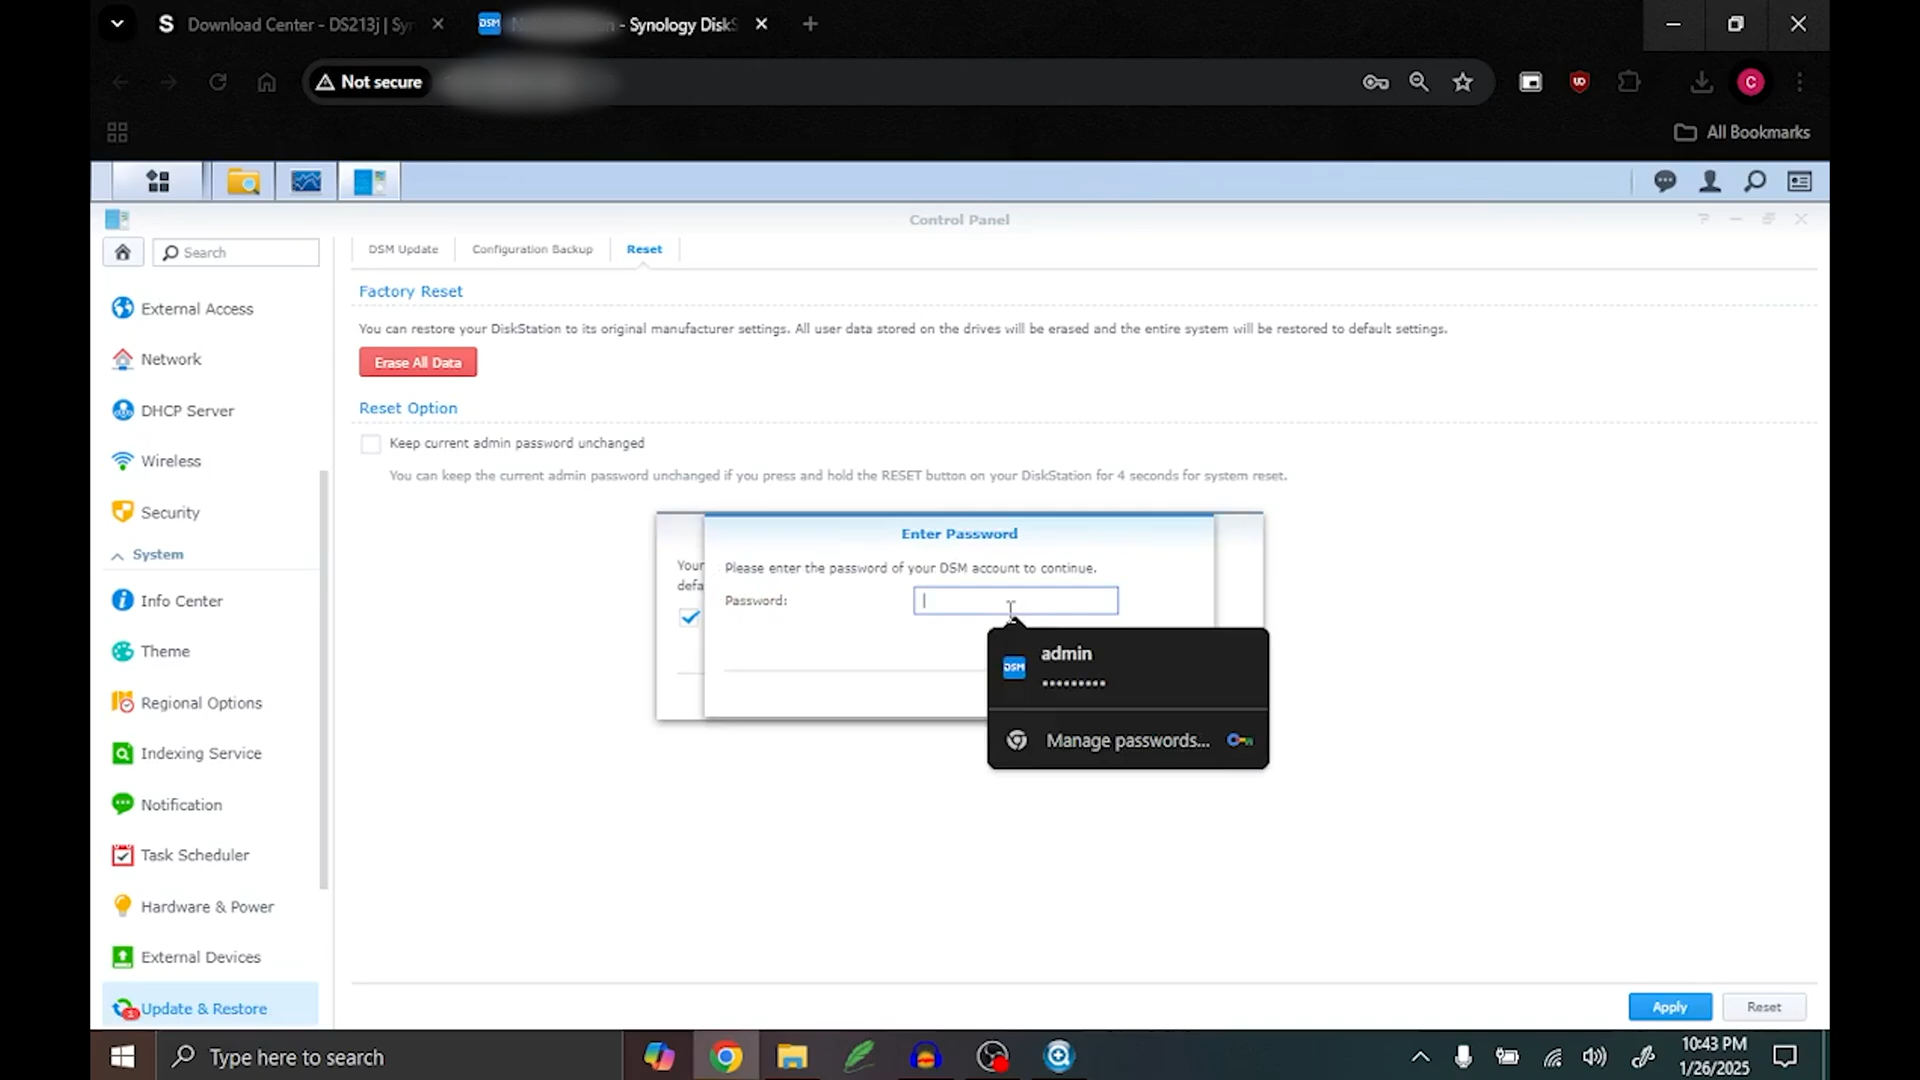 Download Center - DS213j | Syn
- Synology Disks
Not secure
All Bookmarks
Control Panel
Search
DSM Update
Configuration Backup
Reset
External Access
Network
DHCP Server
Wireless
Security
System
Info Center
Theme
Regional Options
Indexing Service
Notification
Task Scheduler
Hardware & Power
External Devices
Update & Restore
Factory Reset
You can restore your DiskStation to its original manufacturer settings. All user data stored on the drives will be erased and the entire system will be restored to default settings.
Erase All Data
Reset Option
Keep current admin password unchanged
You can keep the current admin password unchanged if you press and hold the RESET button on your DiskStation for 4 seconds for system reset.
Your
defa
Enter Password
Please enter the password of your DSM account to continue.
Password:
DSM
admin
•••••••••
Manage passwords...
Apply
Reset
Type here to search
10:43 PM
1/26/2025